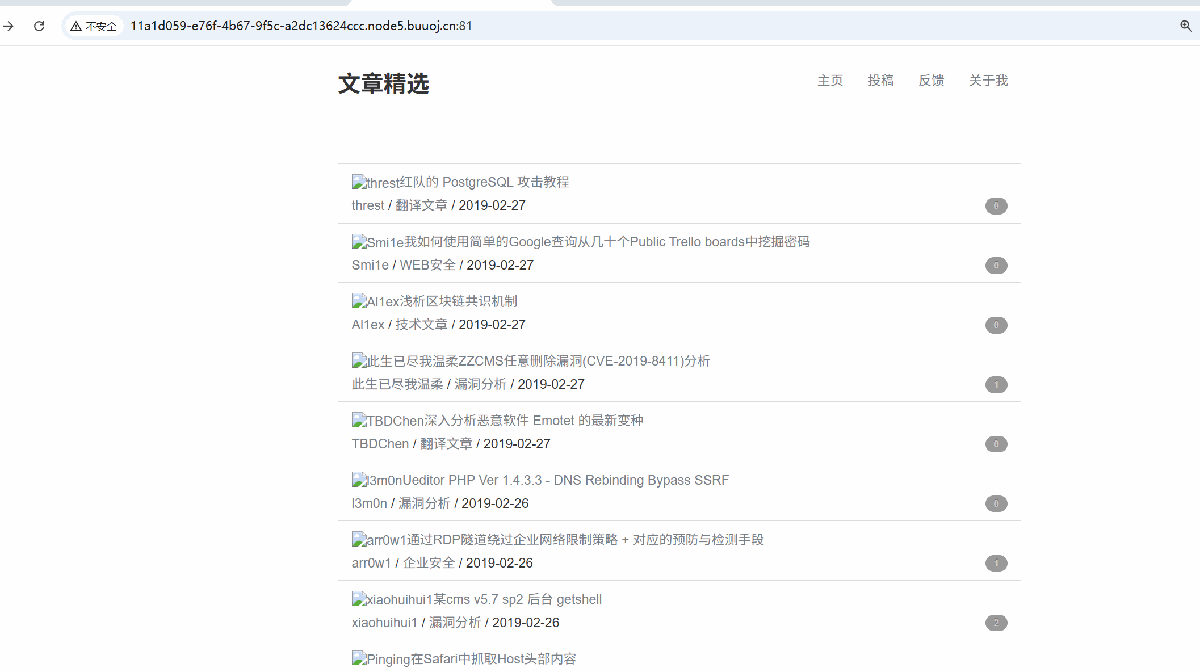 不安全 11a1d059-e76f-4b67-9f5c-a2dc13624ccc.node5.buuoj.cn:81
文章精选 主页 投稿 反馈 关于我
threst红队的 PostgreSQL 攻击教程
threst / 翻译文章 / 2019-02-27 0
Smi1e我如何使用简单的Google查询从几十个Public Trello boards中挖掘密码
Smi1e / WEB安全 / 2019-02-27 0
Al1ex浅析区块链共识机制
Al1ex / 技术文章 / 2019-02-27 0
此生已尽我温柔ZZCMS任意删除漏洞(CVE-2019-8411)分析
此生已尽我温柔 / 漏洞分析 / 2019-02-27 1
TBDChen深入分析恶意软件 Emotet 的最新变种
TBDChen / 翻译文章 / 2019-02-27 0
l3m0nUeditor PHP Ver 1.4.3.3 - DNS Rebinding Bypass SSRF
l3m0n / 漏洞分析 / 2019-02-26 0
arr0w1通过RDP隧道绕过企业网络限制策略 + 对应的预防与检测手段
arr0w1 / 企业安全 / 2019-02-26 1
xiaohuihui1某cms v5.7 sp2 后台 getshell
xiaohuihui1 / 漏洞分析 / 2019-02-26 2
Pinging在Safari中抓取Host头部内容